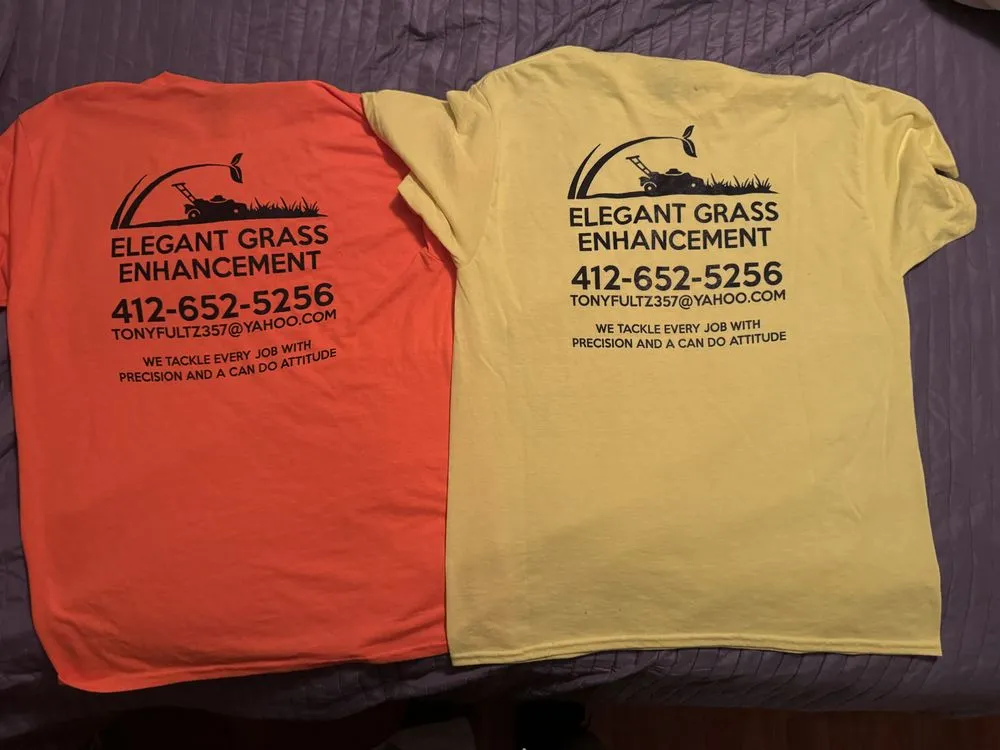 ELEGANT GRASS
ENHANCEMENT
412-652-5256
TONYFULTZ357@YAHOO.COM
WE TACKLE EVERY JOB WITH
PRECISION AND A CAN DO ATTITUDE
ELEGANT GRASS
ENHANCEMENT
412-652-5256
TONYFULTZ357@YAHOO.COM
WE TACKLE EVERY JOB WITH
PRECISION AND A CAN DO ATTITUDE